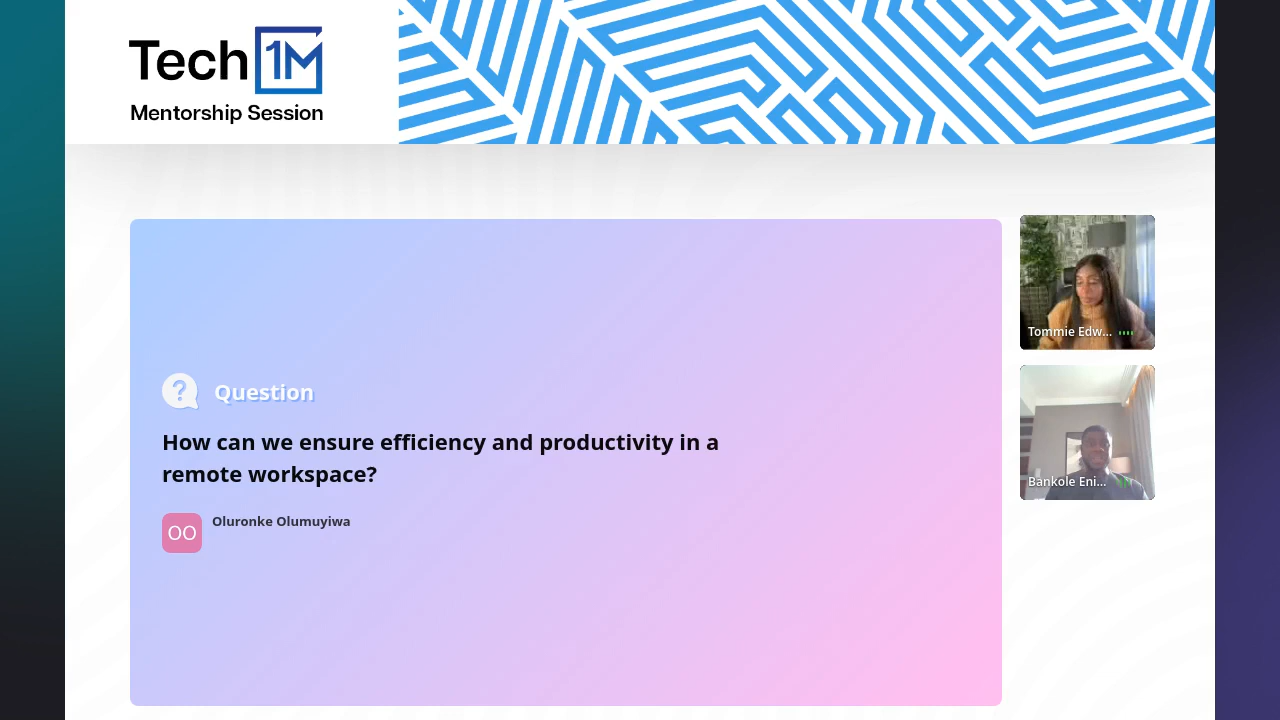 Tech 1M
Mentorship Session
Question
How can we ensure efficiency and productivity in a
remote workspace?
OO
Oluronke Olumuyiwa
Tommie Edw...
Bankole Eni...